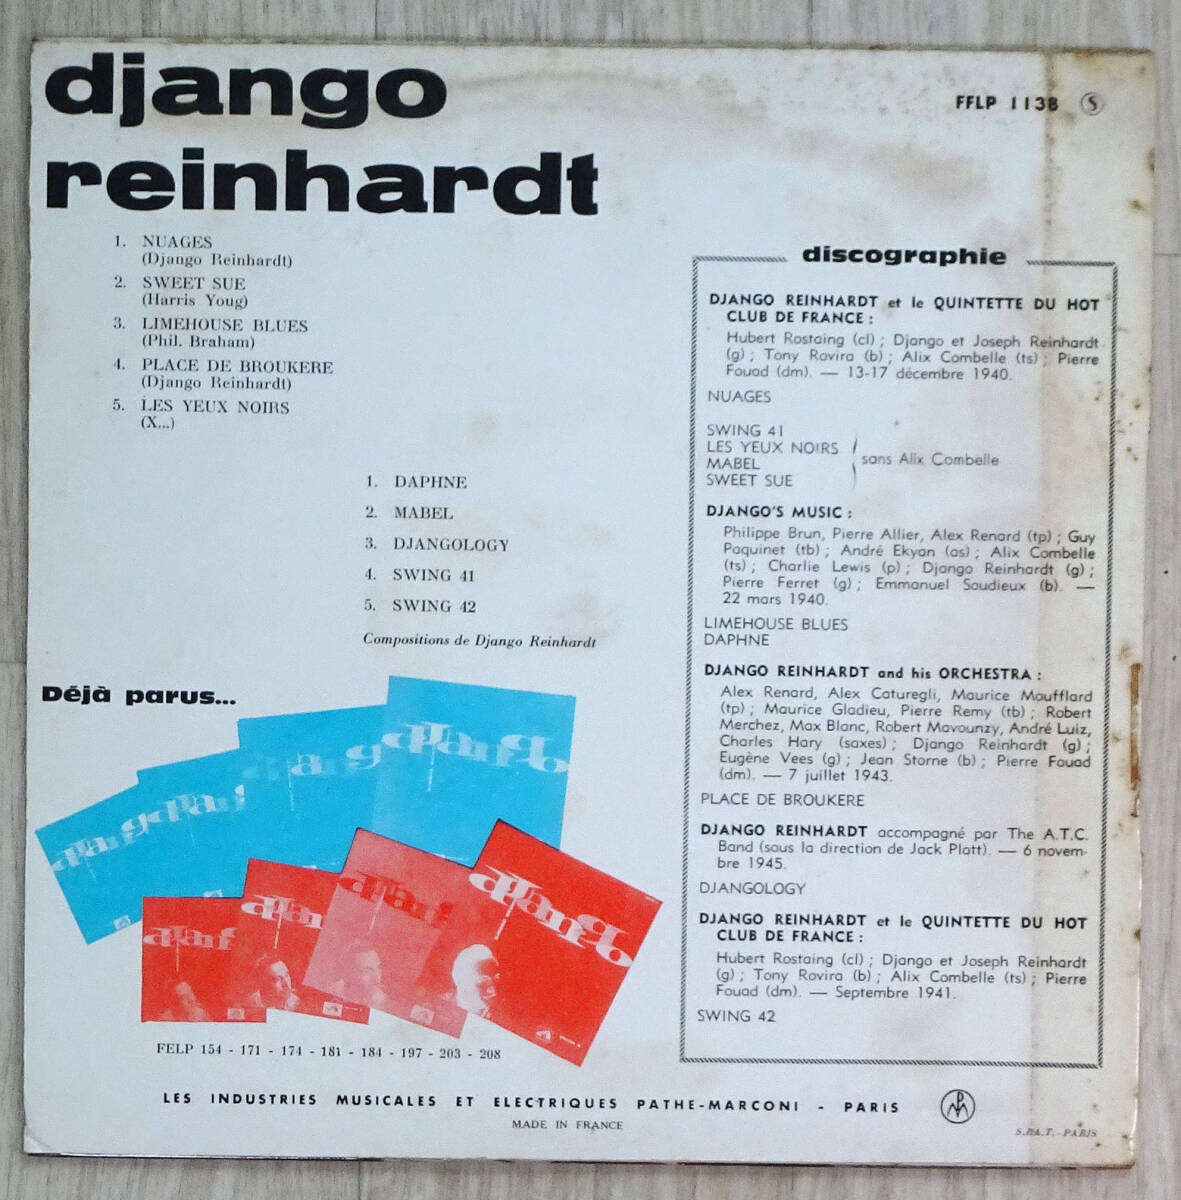 django
reinhardt
FFLP 1138 S
1. NUAGES
(Django Reinhardt)
2. SWEET SUE
(Harris Youg)
3. LIMEHOUSE BLUES
(Phil. Braham)
4. PLACE DE BROUKERE
(Django Reinhardt)
5. LES YEUX NOIRS
(X...)
1. DAPHNE
2. MABEL
3. DJANGOLOGY
4. SWING 41
5. SWING 42
Compositions de Django Reinhardt
Déjà parus...
django
django
django
django
django
django
django
django
FELP 154 - 171 - 174 - 181 - 184 - 197 - 203 - 208
discographie
DJANGO REINHARDT et le QUINTETTE DU HOT
CLUB DE FRANCE :
Hubert Rostaing (cl) ; Django et Joseph Reinhardt
(g) ; Tony Rovira (b) ; Alix Combelle (ts) ; Pierre
Fouad (dm). — 13-17 décembre 1940.
NUAGES
SWING 41
LES YEUX NOIRS
MABEL
SWEET SUE
sans Alix Combelle
DJANGO'S MUSIC :
Philippe Brun, Pierre Allier, Alex Renard (tp) ; Guy
Paquinet (tb) ; André Ekyan (as) ; Alix Combelle
(ts) ; Charlie Lewis (p) ; Django Reinhardt (g) ;
Pierre Ferret (g) ; Emmanuel Soudieux (b). —
22 mars 1940.
LIMEHOUSE BLUES
DAPHNE
DJANGO REINHARDT and his ORCHESTRA :
Alex Renard, Alex Caturegli, Maurice Moufflard
(tp) ; Maurice Gladieu, Pierre Remy (tb) ; Robert
Merchez, Max Blanc, Robert Mavounzy, André Luiz,
Charles Hary (saxes) ; Django Reinhardt (g) ;
Eugène Vees (g) ; Jean Storne (b) ; Pierre Fouad
(dm). — 7 juillet 1943.
PLACE DE BROUKERE
DJANGO REINHARDT accompagné par The A.T.C.
Band (sous la direction de Jack Platt). — 6 novem-
bre 1945.
DJANGOLOGY
DJANGO REINHARDT et le QUINTETTE DU HOT
CLUB DE FRANCE :
Hubert Rostaing (cl) ; Django et Joseph Reinhardt
(g) ; Tony Rovira (b) ; Alix Combelle (ts) ; Pierre
Fouad (dm). — Septembre 1941.
SWING 42
LES INDUSTRIES MUSICALES ET ELECTRIQUES PATHE-MARCONI - PARIS
MADE IN FRANCE
S.P.A.T. - PARIS